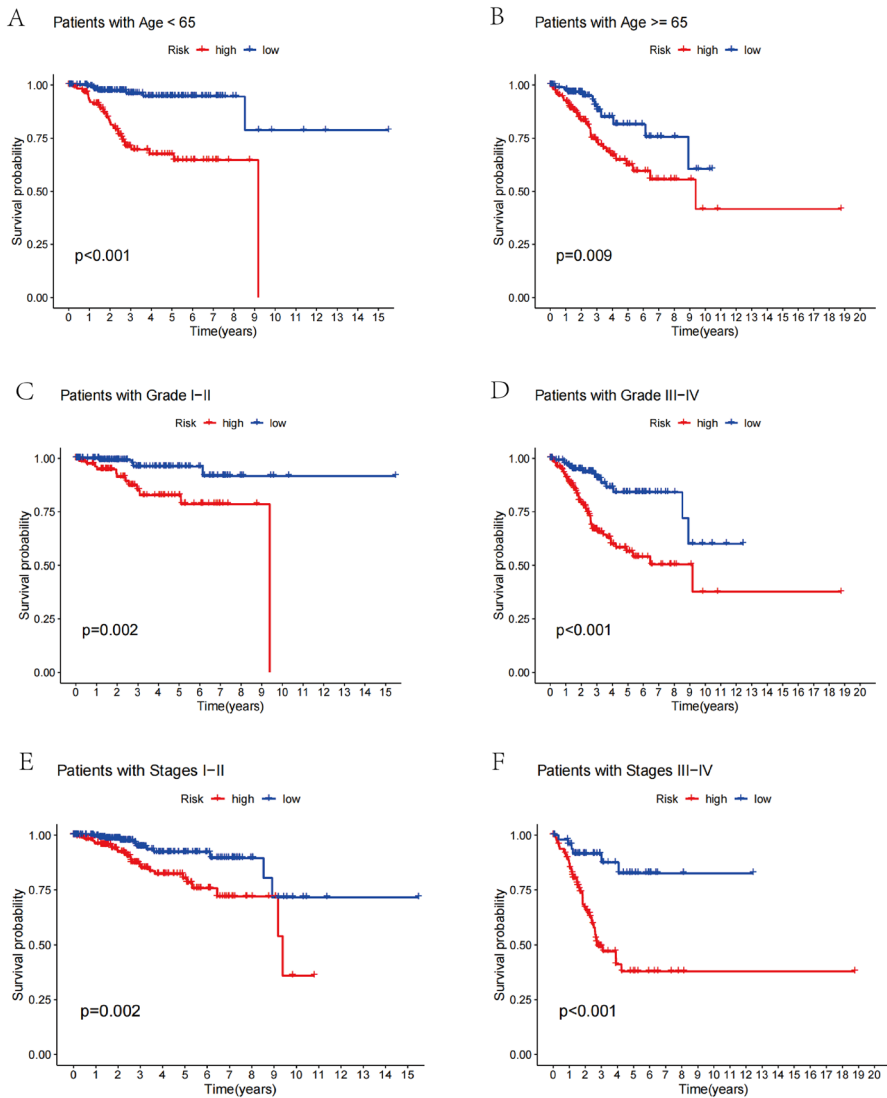 A
Patients with Age < 65
Risk high low
1.00
0.75
0.50
0.25
0.00
Survival probability
p<0.001
0 1 2 3 4 5 6 7 8 9 10 11 12 13 14 15
Time(years)
B
Patients with Age >= 65
Risk high low
1.00
0.75
0.50
0.25
0.00
Survival probability
p=0.009
0 1 2 3 4 5 6 7 8 9 10 11 12 13 14 15 16 17 18 19 20
Time(years)
C
Patients with Grade I-II
Risk high low
1.00
0.75
0.50
0.25
0.00
Survival probability
p=0.002
0 1 2 3 4 5 6 7 8 9 10 11 12 13 14 15
Time(years)
D
Patients with Grade III-IV
Risk high low
1.00
0.75
0.50
0.25
0.00
Survival probability
p<0.001
0 1 2 3 4 5 6 7 8 9 10 11 12 13 14 15 16 17 18 19 20
Time(years)
E
Patients with Stages I-II
Risk high low
1.00
0.75
0.50
0.25
0.00
Survival probability
p=0.002
0 1 2 3 4 5 6 7 8 9 10 11 12 13 14 15
Time(years)
F
Patients with Stages III-IV
Risk high low
1.00
0.75
0.50
0.25
0.00
Survival probability
p<0.001
0 1 2 3 4 5 6 7 8 9 10 11 12 13 14 15 16 17 18 19 20
Time(years)